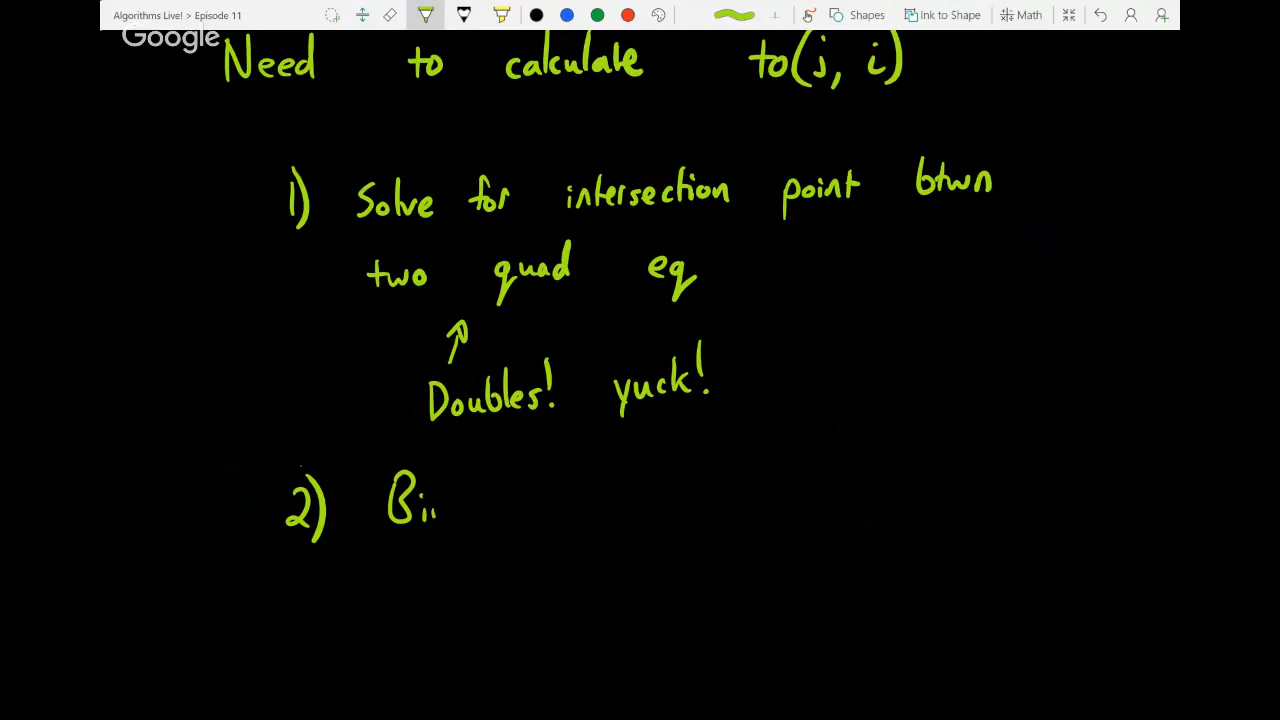 Algorithms Live! > Episode 11
Shapes
Ink to Shape
Math
Google
Need to calculate to(j, i)
1) Solve for intersection point btwn
two quad eq
Doubles! yuck!
2) Bii